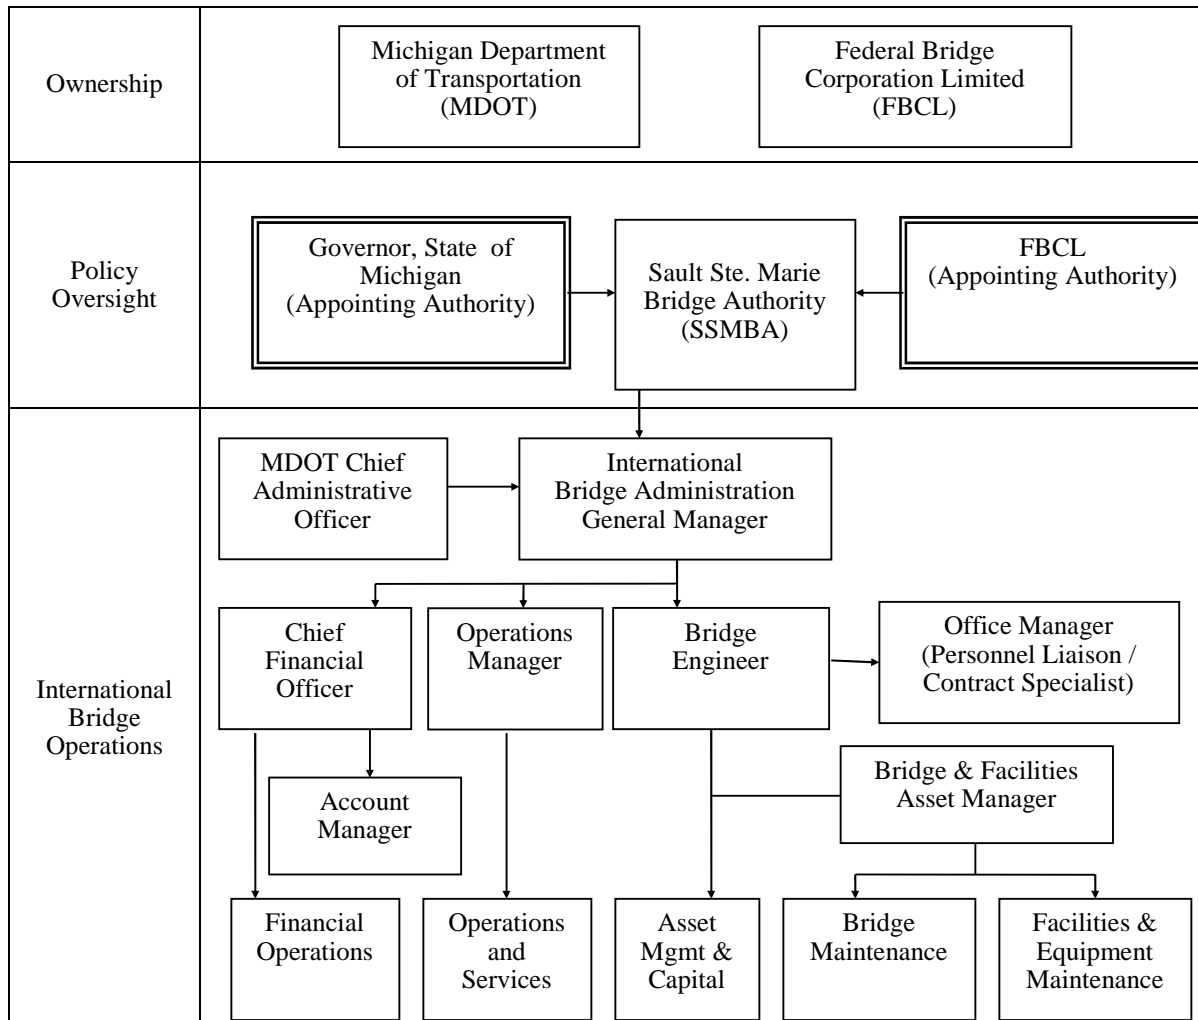 Ownership
Michigan Department
of Transportation
(MDOT)
Federal Bridge
Corporation Limited
(FBCL)
Policy
Oversight
Governor, State of
Michigan
(Appointing Authority)
Sault Ste. Marie
Bridge Authority
(SSMBA)
FBCL
(Appointing Authority)
International
Bridge
Operations
MDOT Chief
Administrative
Officer
International
Bridge Administration
General Manager
Chief
Financial
Officer
Operations
Manager
Bridge
Engineer
Office Manager
(Personnel Liaison /
Contract Specialist)
Account
Manager
Bridge & Facilities
Asset Manager
Financial
Operations
Operations
and
Services
Asset
Mgmt &
Capital
Bridge
Maintenance
Facilities &
Equipment
Maintenance